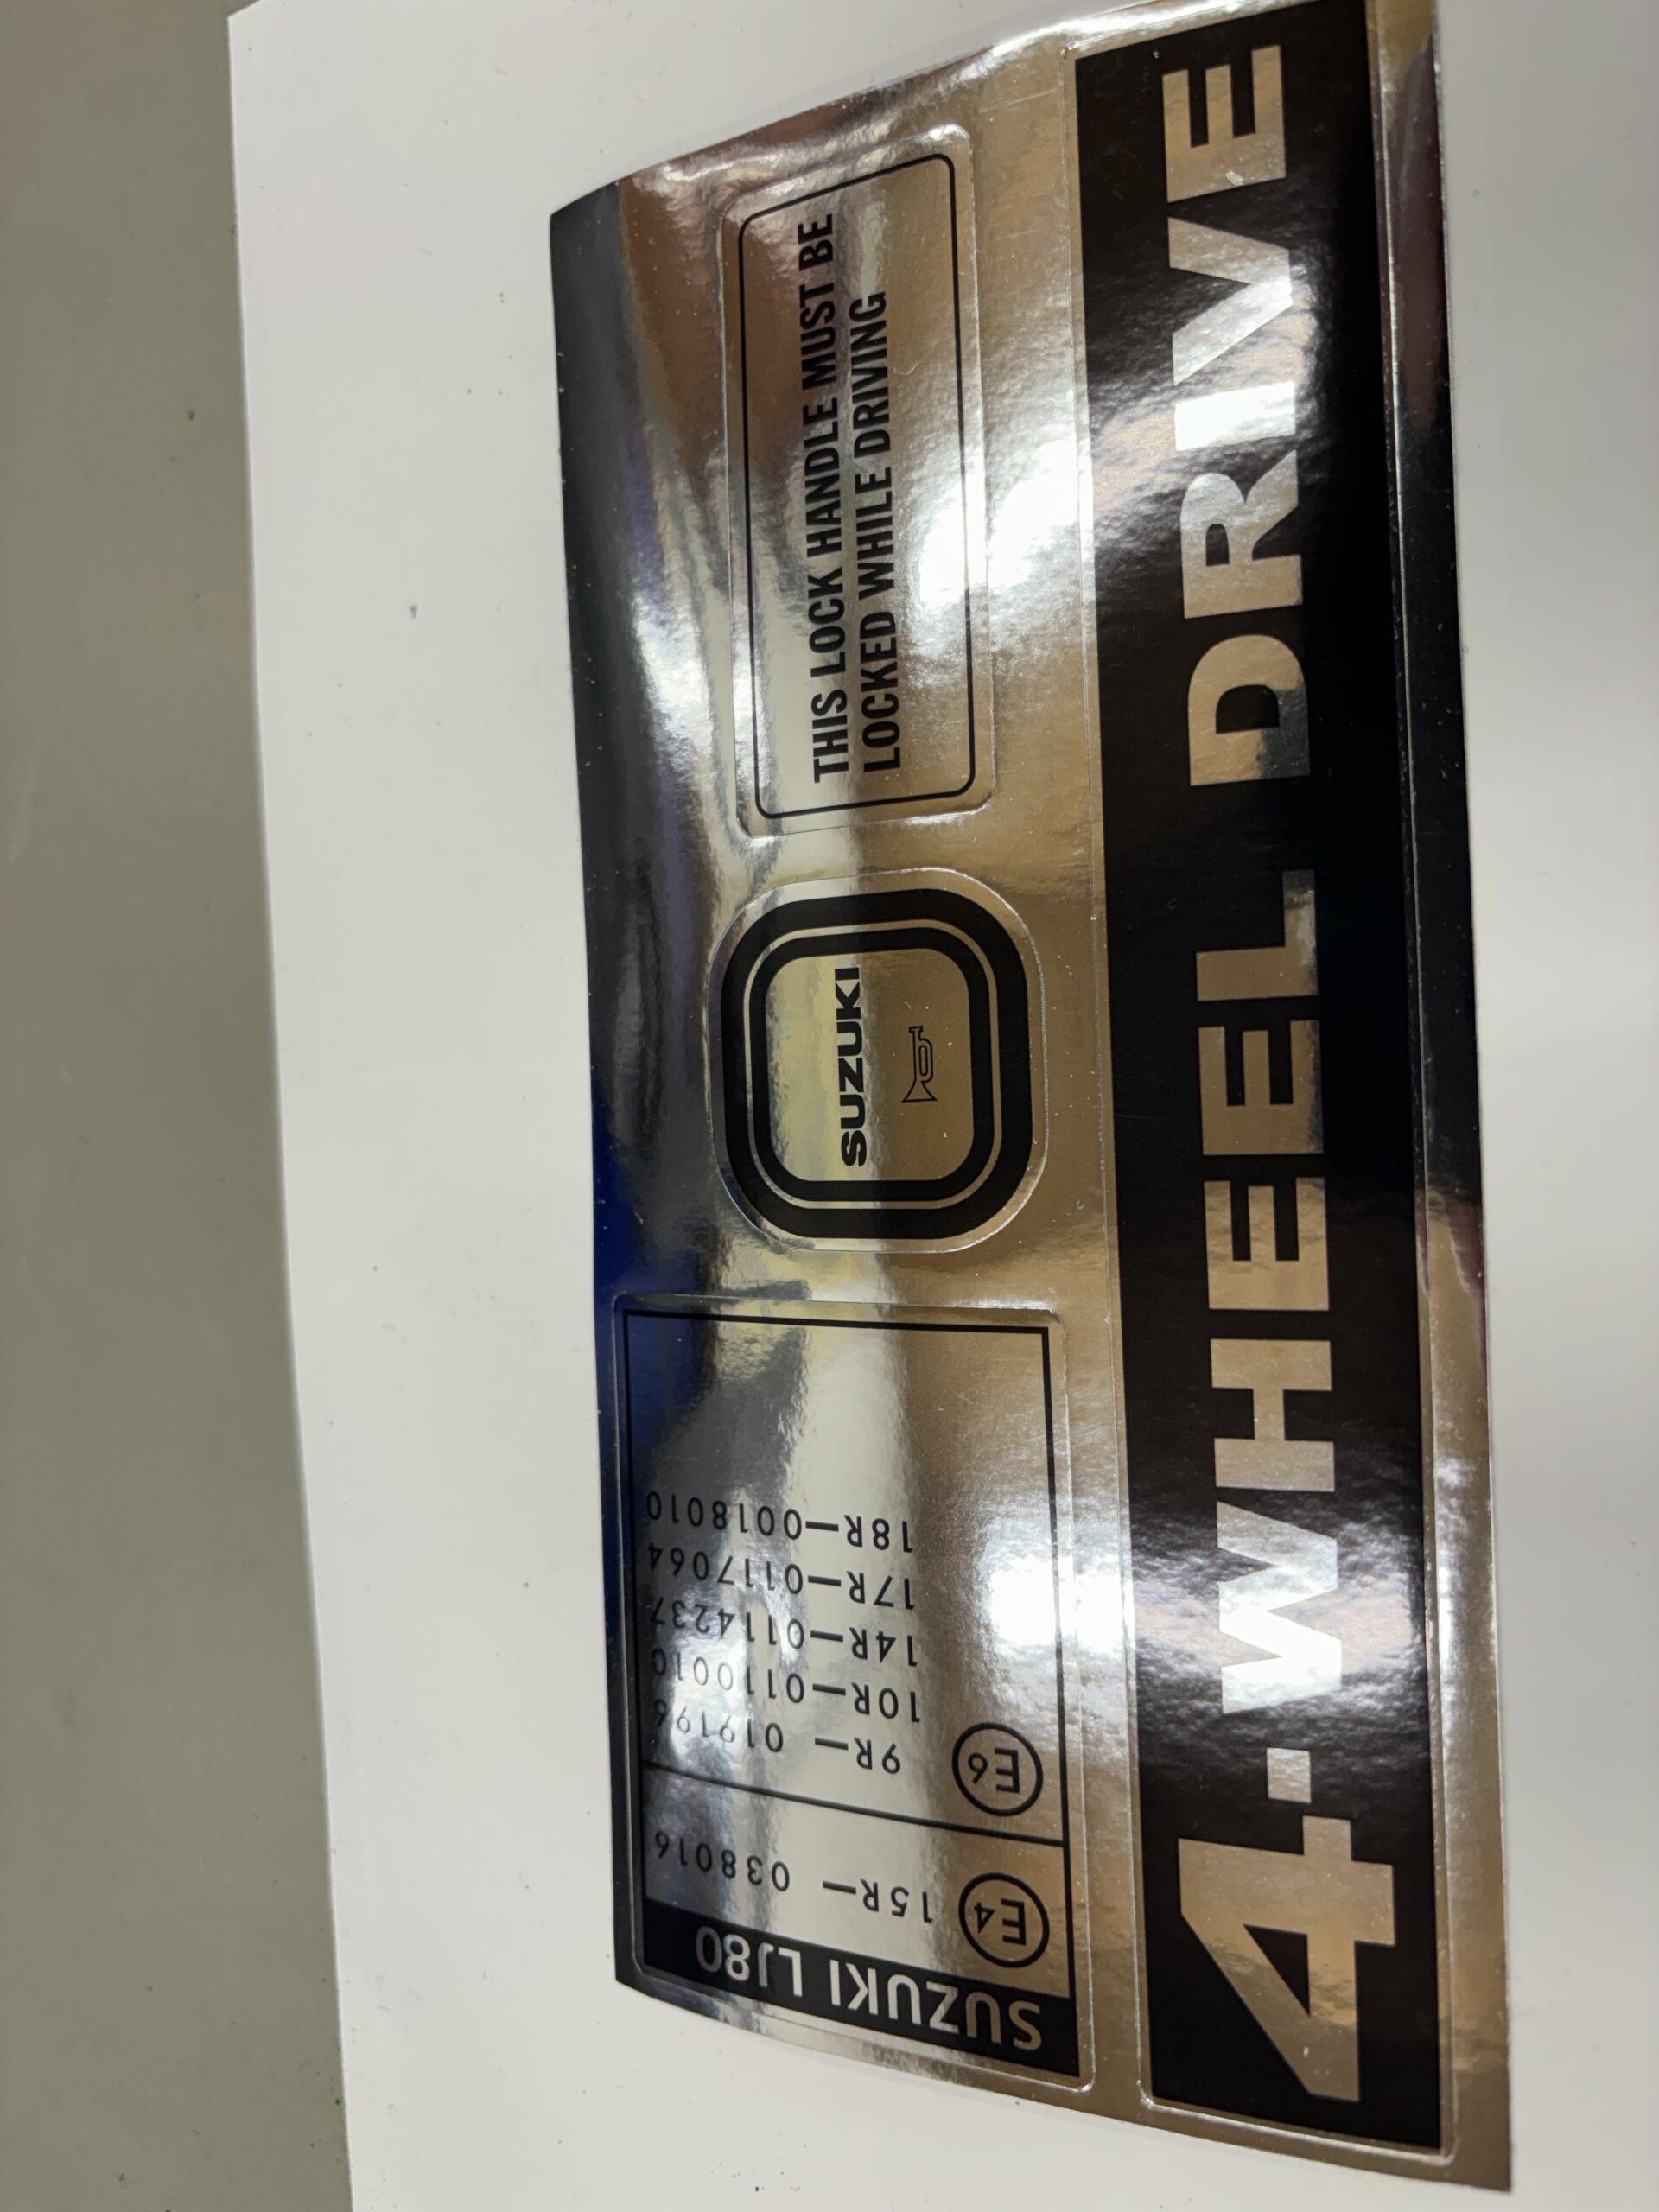 THIS LOCK HANDLE MUST BE
LOCKED WHILE DRIVING
SUZUKI
SUZUKI LJ80
E4 15R— 038016
E6 9R— 019196
10R—0110010
14R—0114237
17R—0117064
18R—0018010
4-WHEEL DRIVE